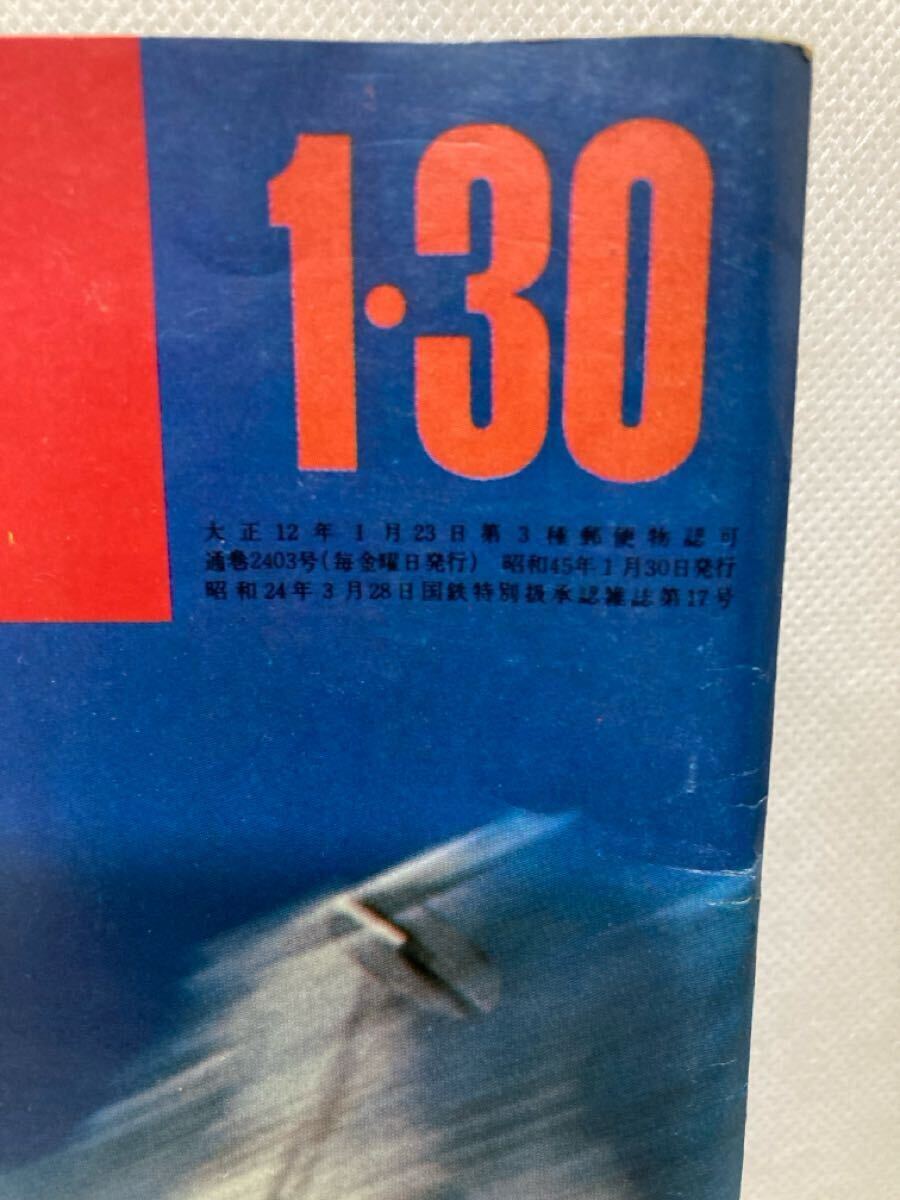 1・30
大正12年1月23日第3種郵便物認可
通巻2403号(毎金曜日発行) 昭和45年1月30日発行
昭和24年3月28日国鉄特別扱承認雑誌第17号